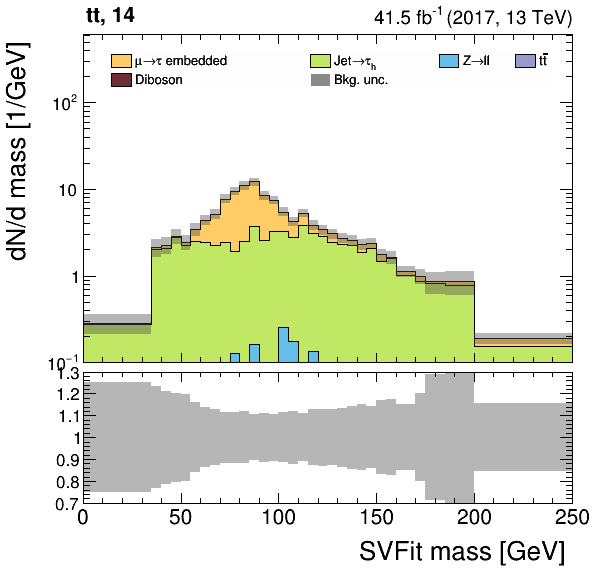 tt, 14
41.5 fb⁻¹ (2017, 13 TeV)
μ→τ embedded
Jet→τₕ
Z→ll
tt̄
Diboson
Bkg. unc.
dN/d mass [1/GeV]
10²
10
1
10⁻¹
1.3
1.2
1.1
1
0.9
0.8
0.7
0 50 100 150 200 250
SVFit mass [GeV]